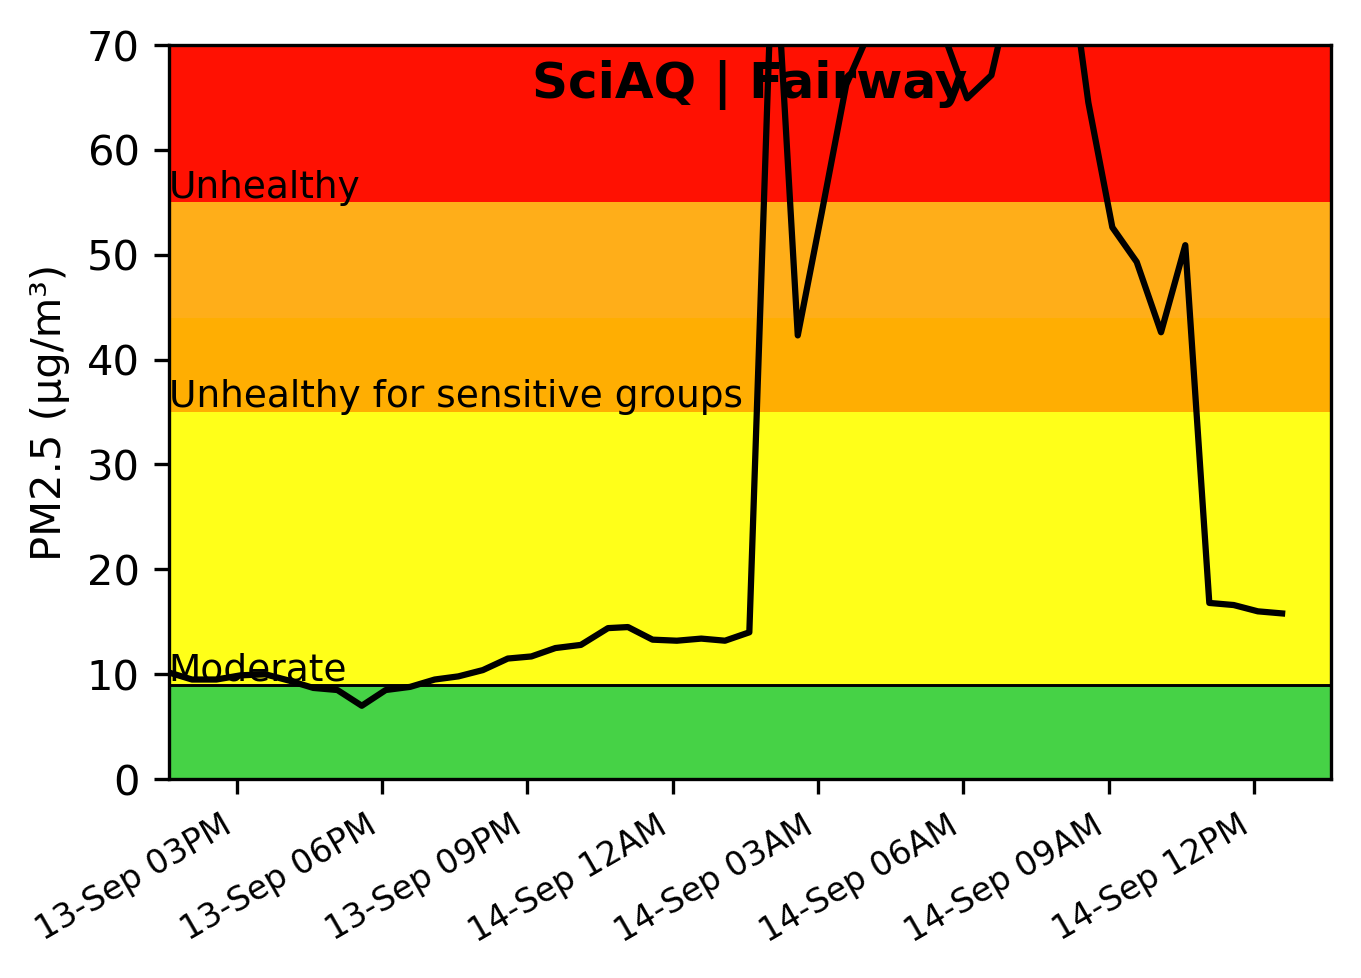 SciAQ | Fairway
PM2.5 (µg/m³)
70
60
50
40
30
20
10
0
Unhealthy
Unhealthy for sensitive groups
Moderate
13-Sep 03PM
13-Sep 06PM
13-Sep 09PM
14-Sep 12AM
14-Sep 03AM
14-Sep 06AM
14-Sep 09AM
14-Sep 12PM